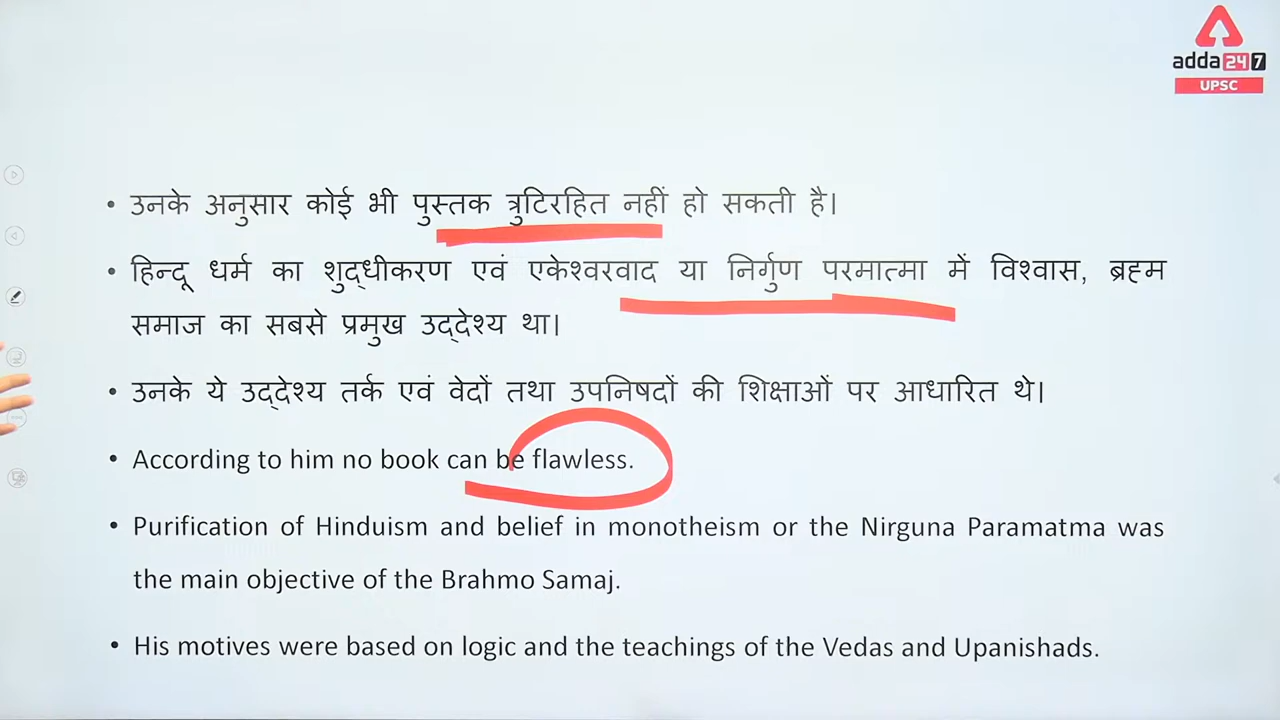 adda 247
UPSC
• उनके अनुसार कोई भी पुस्तक त्रुटिरहित नहीं हो सकती है।
• हिन्दू धर्म का शुद्धीकरण एवं एकेश्वरवाद या निर्गुण परमात्मा में विश्वास, ब्रह्म
समाज का सबसे प्रमुख उद्देश्य था।
• उनके ये उद्देश्य तर्क एवं वेदों तथा उपनिषदों की शिक्षाओं पर आधारित थे।
• According to him no book can be flawless.
• Purification of Hinduism and belief in monotheism or the Nirguna Paramatma was
the main objective of the Brahmo Samaj.
• His motives were based on logic and the teachings of the Vedas and Upanishads.